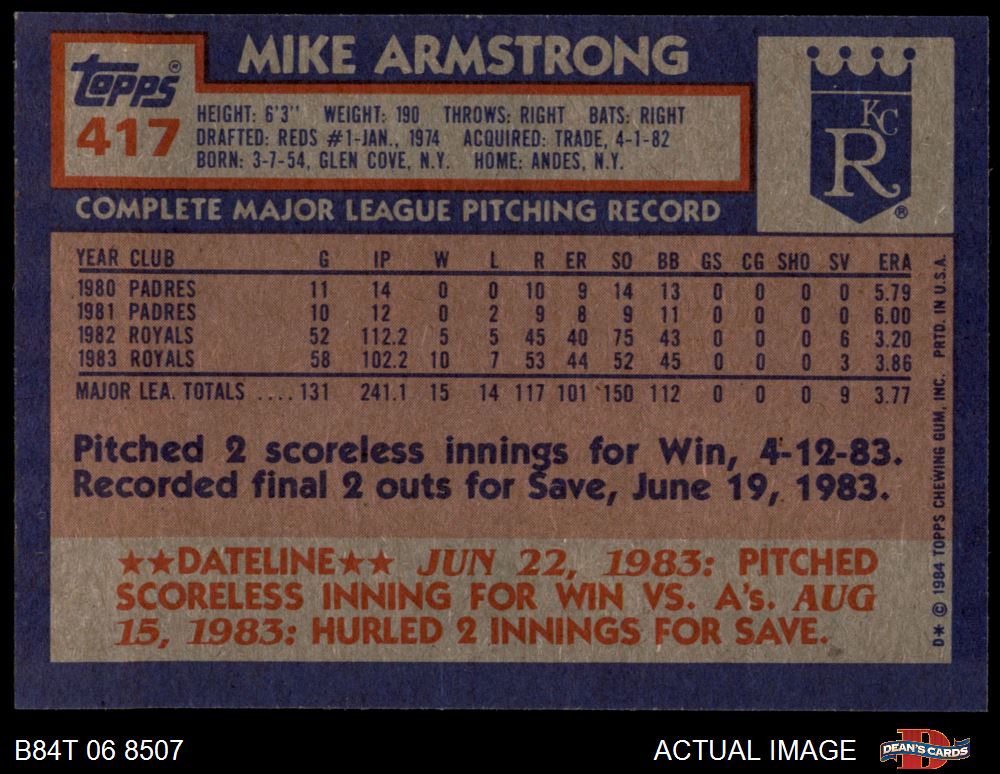 MIKE ARMSTRONG
Topps®
417
HEIGHT: 6'3" WEIGHT: 190 THROWS: RIGHT BATS: RIGHT
DRAFTED: REDS #1-JAN., 1974 ACQUIRED: TRADE, 4-1-82
BORN: 3-7-54, GLEN COVE, N.Y. HOME: ANDES, N.Y.
KC
R
®
COMPLETE MAJOR LEAGUE PITCHING RECORD
YEAR CLUB G IP W L R ER SO BB GS CG SHO SV ERA
1980 PADRES 11 14 0 0 10 9 14 13 0 0 0 0 5.79
1981 PADRES 10 12 0 2 9 8 9 11 0 0 0 0 6.00
1982 ROYALS 52 112.2 5 5 45 40 75 43 0 0 0 6 3.20
1983 ROYALS 58 102.2 10 7 53 44 52 45 0 0 0 3 3.86
MAJOR LEA. TOTALS .... 131 241.1 15 14 117 101 150 112 0 0 0 9 3.77
Pitched 2 scoreless innings for Win, 4-12-83.
Recorded final 2 outs for Save, June 19, 1983.
★★DATELINE★★ JUN 22, 1983: PITCHED
SCORELESS INNING FOR WIN VS. A's. AUG
15, 1983: HURLED 2 INNINGS FOR SAVE.
D* © 1984 TOPPS CHEWING GUM, INC. PRTD. IN U.S.A.
B84T 06 8507
ACTUAL IMAGE
DEAN'S CARDS